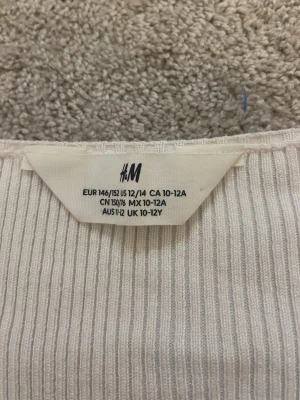 H&M
EUR 146/152 US 12/14 CA 10-12A
CN 150/76 MX 10-12A
AUS 11-12 UK 10-12Y